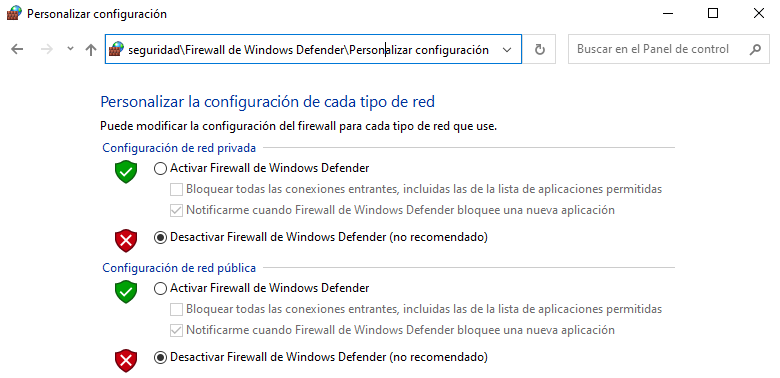 Personalizar configuración
seguridad\Firewall de Windows Defender\Personalizar configuración
Buscar en el Panel de control
Personalizar la configuración de cada tipo de red
Puede modificar la configuración del firewall para cada tipo de red que use.
Configuración de red privada
Activar Firewall de Windows Defender
Bloquear todas las conexiones entrantes, incluidas las de la lista de aplicaciones permitidas
Notificarme cuando Firewall de Windows Defender bloquee una nueva aplicación
Desactivar Firewall de Windows Defender (no recomendado)
Configuración de red pública
Activar Firewall de Windows Defender
Bloquear todas las conexiones entrantes, incluidas las de la lista de aplicaciones permitidas
Notificarme cuando Firewall de Windows Defender bloquee una nueva aplicación
Desactivar Firewall de Windows Defender (no recomendado)